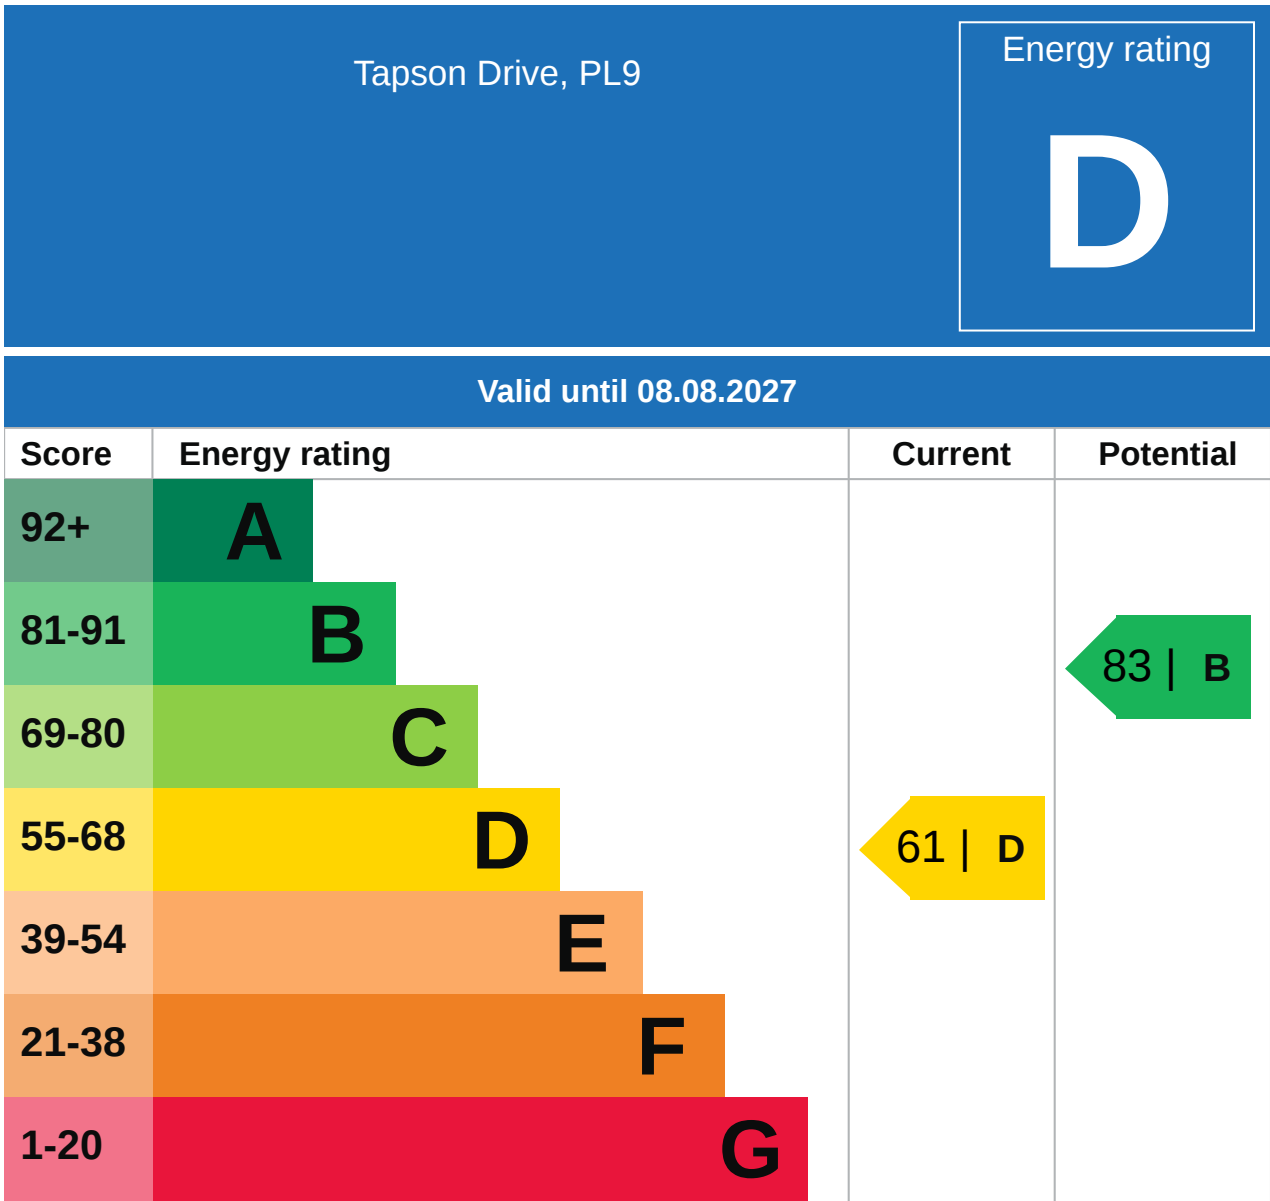 Tapson Drive, PL9
Energy rating
D
Valid until 08.08.2027
Score Energy rating Current Potential
92+ A
81-91 B
83 | B
69-80 C
55-68 D
61 | D
39-54 E
21-38 F
1-20 G